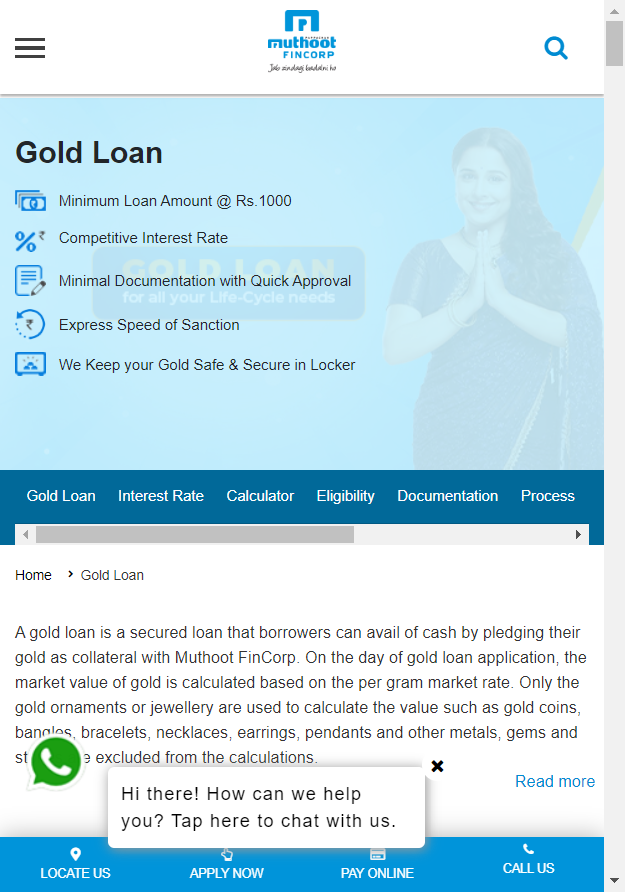 muthoot
FINCORP
Jab zindagi badalni ho
Gold Loan
Minimum Loan Amount @ Rs.1000
Competitive Interest Rate
GOLD LOAN
Minimal Documentation with Quick Approval
for all your Life-Cycle needs
Express Speed of Sanction
We Keep your Gold Safe & Secure in Locker
Gold Loan Interest Rate Calculator Eligibility Documentation Process
Home › Gold Loan
A gold loan is a secured loan that borrowers can avail of cash by pledging their
gold as collateral with Muthoot FinCorp. On the day of gold loan application, the
market value of gold is calculated based on the per gram market rate. Only the
gold ornaments or jewellery are used to calculate the value such as gold coins,
bangles, bracelets, necklaces, earrings, pendants and other metals, gems and
excluded from the calculations.
Read more
Hi there! How can we help
you? Tap here to chat with us.
LOCATE US APPLY NOW PAY ONLINE CALL US